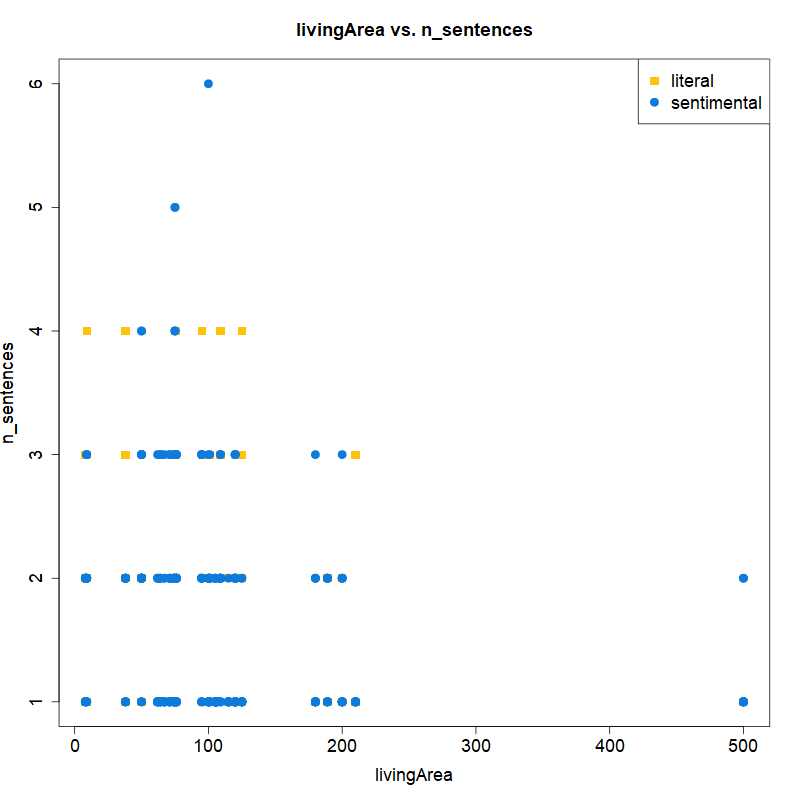 livingArea vs. n_sentences
literal
sentimental
6
5
4
3
2
1
n_sentences
0 100 200 300 400 500
livingArea